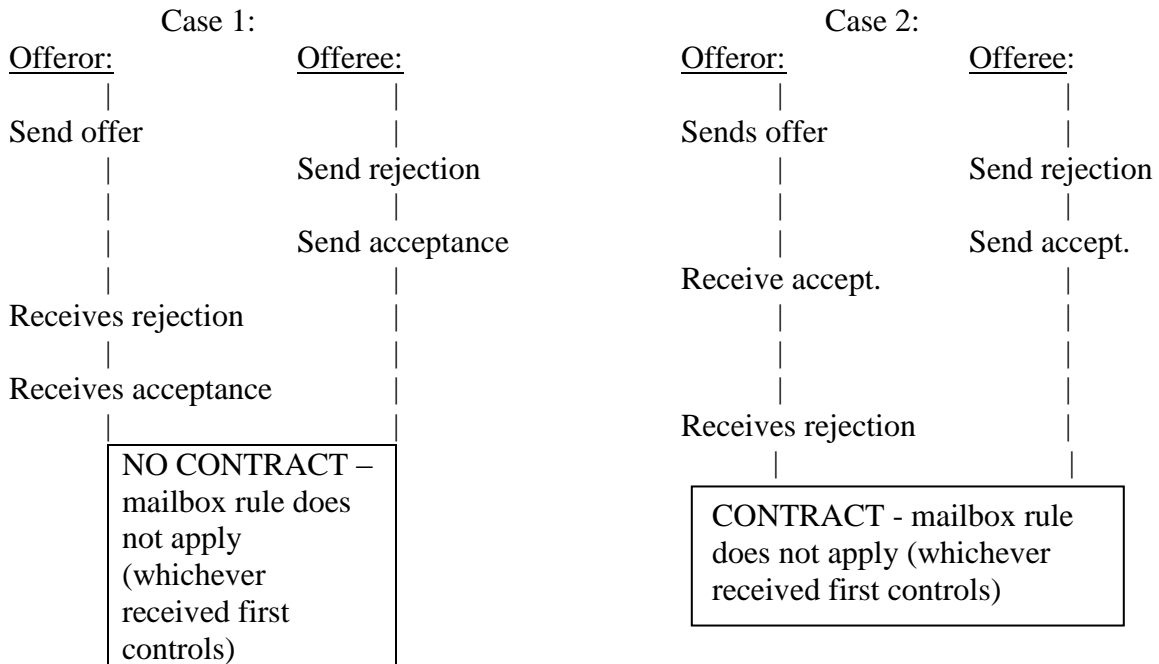 Case 1:
Offeror: Offeree:
Send offer
Send rejection
Send acceptance
Receives rejection
Receives acceptance
NO CONTRACT –
mailbox rule does
not apply
(whichever
received first
controls)
Case 2:
Offeror: Offeree:
Sends offer
Send rejection
Send accept.
Receive accept.
Receives rejection
CONTRACT - mailbox rule
does not apply (whichever
received first controls)